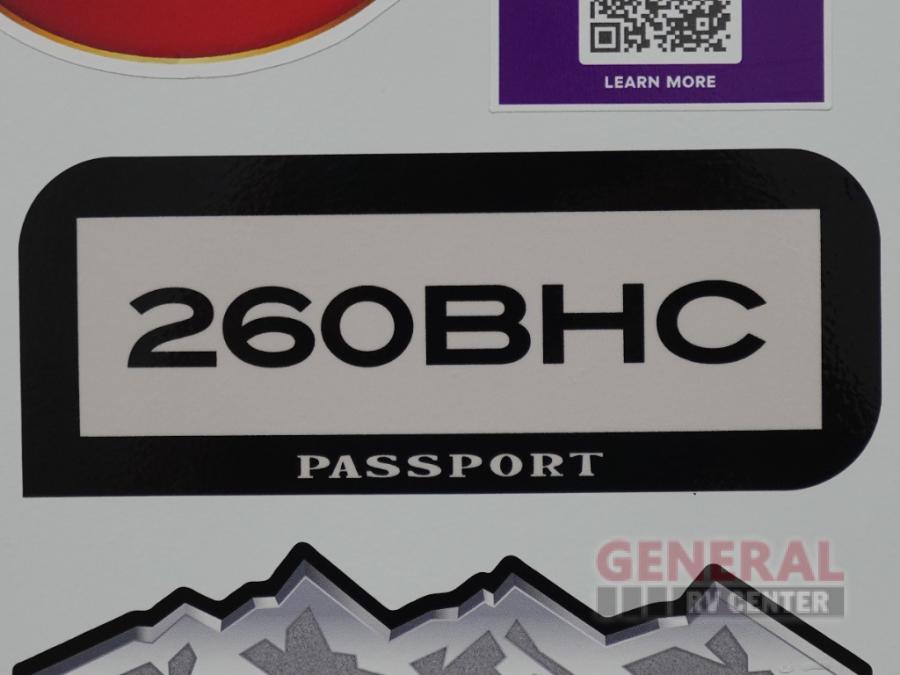 LEARN MORE
260BHC
PASSPORT
GENERAL
RV CENTER